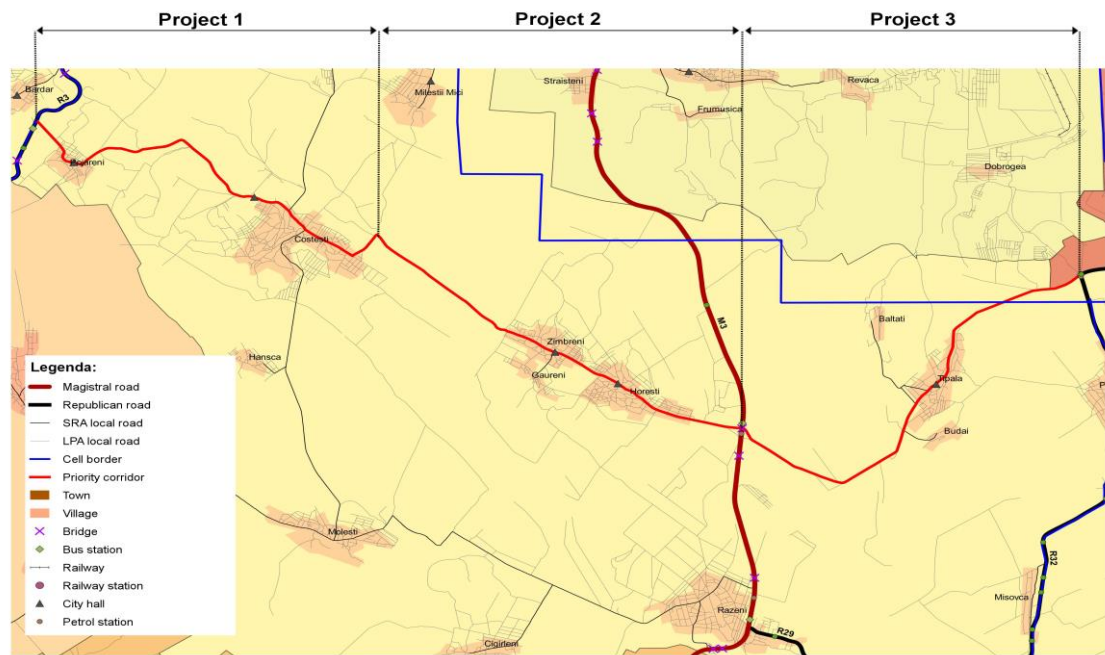 Project 1
Project 2
Project 3
Bardar
R3
Milestii Mici
Straisteni
Revaca
Frumusica
Dobrogea
Costesti
M3
Baltati
Zimbreni
Hansca
Gaureni
Horesti
Tipala
Budai
Molesti
R32
Misovca
Razeni
R29
Legenda:
Magistral road
Republican road
SRA local road
LPA local road
Cell border
Priority corridor
Town
Village
Bridge
Bus station
Railway
Railway station
City hall
Petrol station